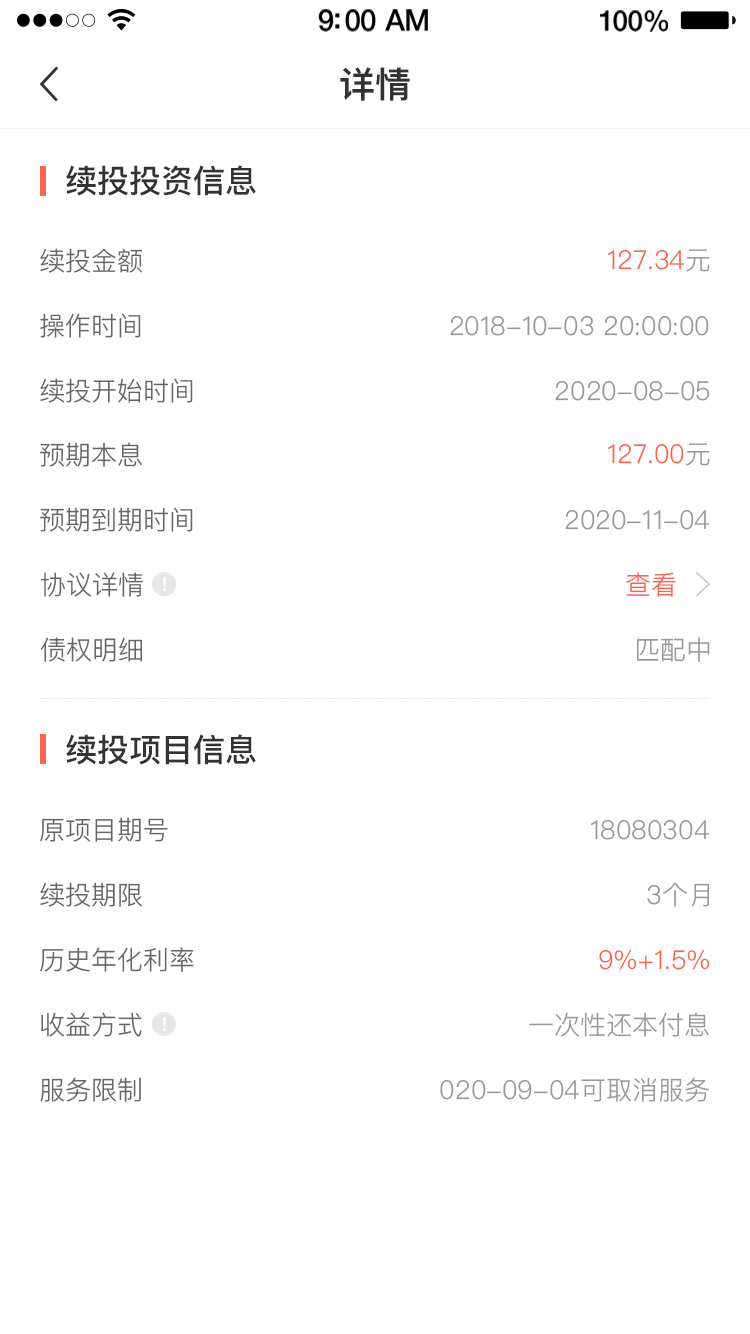 9:00 AM 100%
详情
续投投资信息
续投金额 127.34元
操作时间 2018-10-03 20:00:00
续投开始时间 2020-08-05
预期本息 127.00元
预期到期时间 2020-11-04
协议详情 ! 查看
债权明细 匹配中
续投项目信息
原项目期号 18080304
续投期限 3个月
历史年化利率 9%+1.5%
收益方式 ! 一次性还本付息
服务限制 020-09-04可取消服务